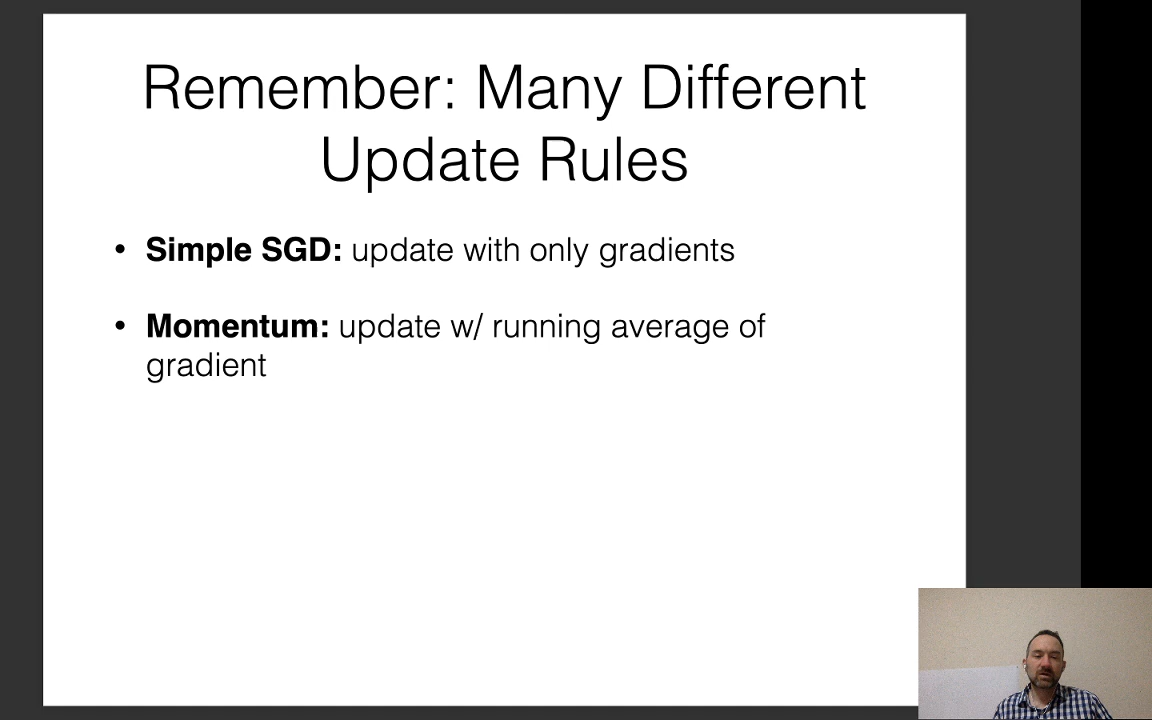 Remember: Many Different
Update Rules
• Simple SGD: update with only gradients
• Momentum: update w/ running average of
gradient